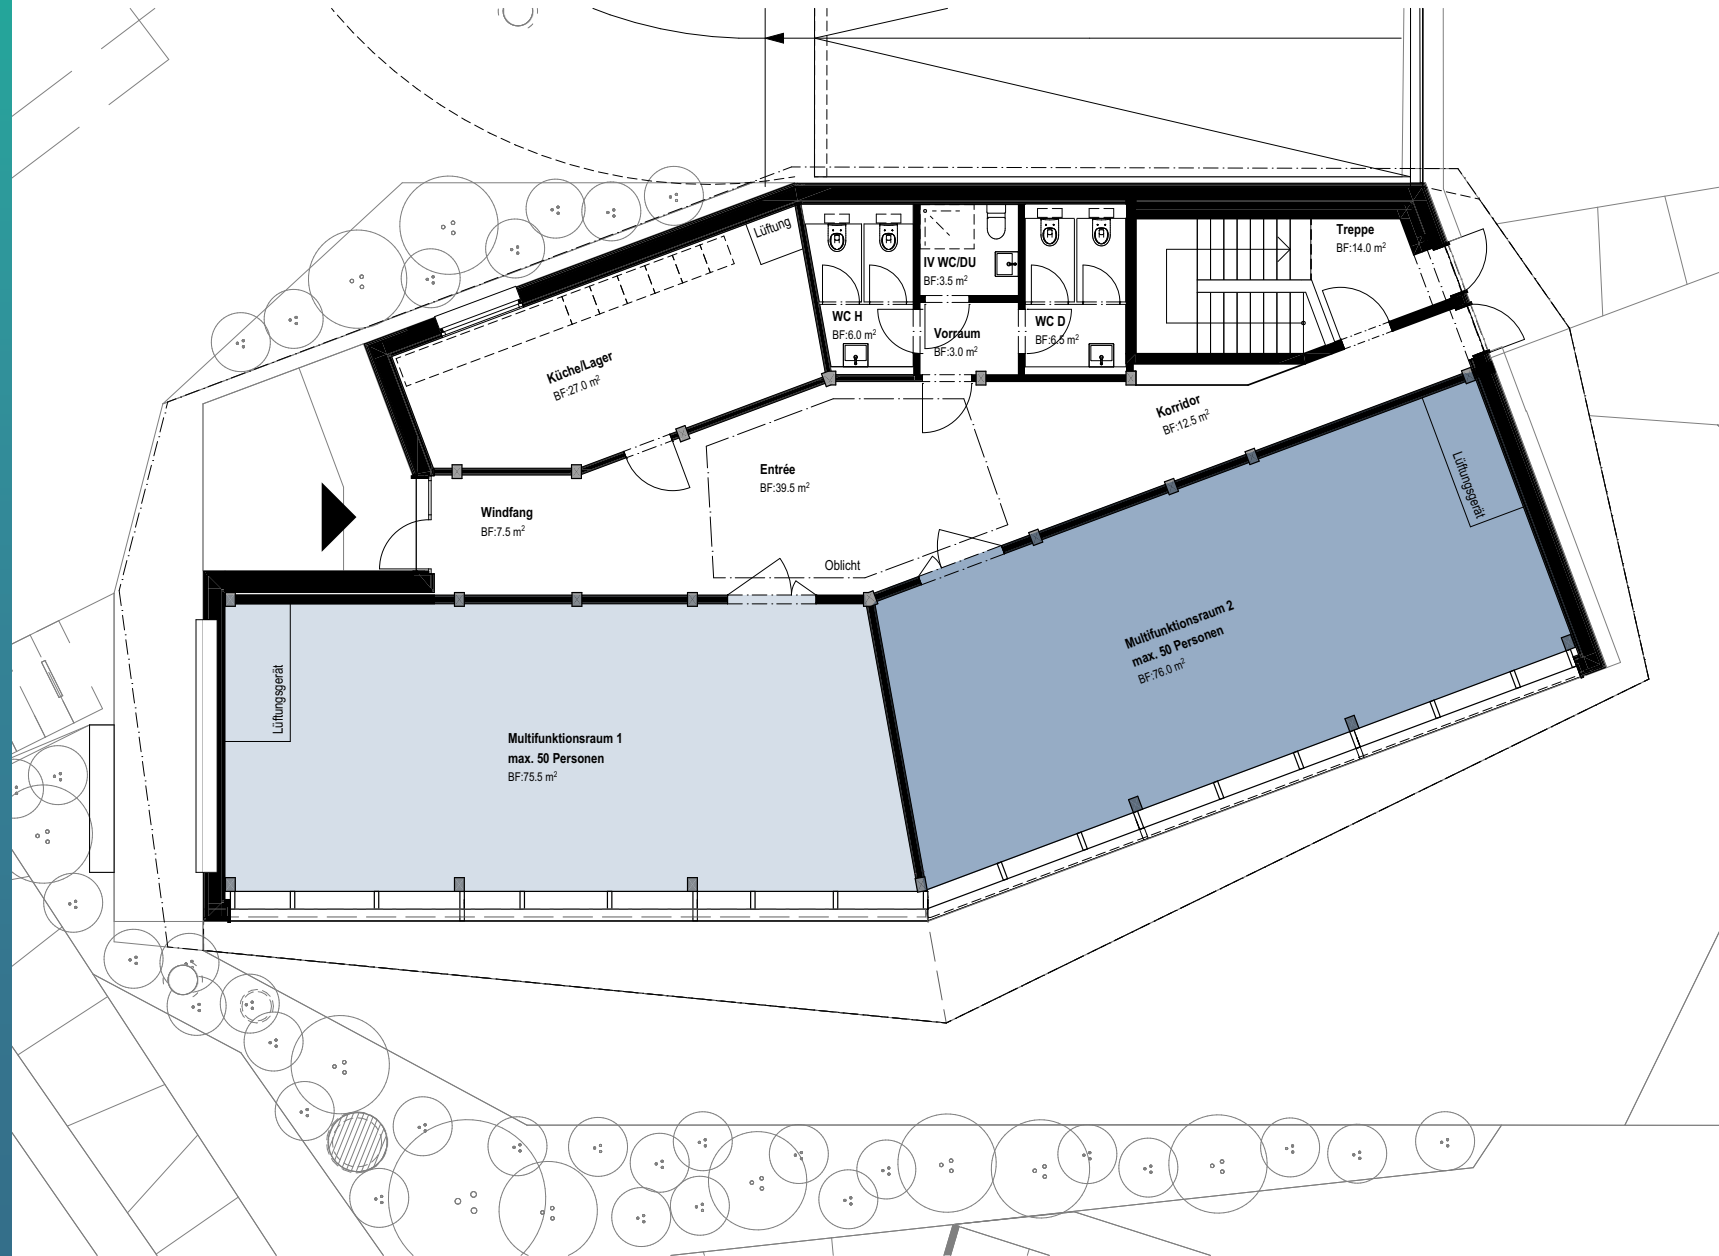 Lüftung
Treppe
BF:14.0 m²
IV WC/DU
BF:3.5 m²
WC H
BF:6.0 m²
Vorraum
BF:3.0 m²
WC D
BF:6.5 m²
Küche/Lager
BF:27.0 m²
Korridor
BF:12.5 m²
Entrée
BF:39.5 m²
Windfang
BF:7.5 m²
Oblicht
Lüftungsgerät
Multifunktionsraum 2
max. 50 Personen
BF:76.0 m²
Lüftungsgerät
Multifunktionsraum 1
max. 50 Personen
BF:75.5 m²